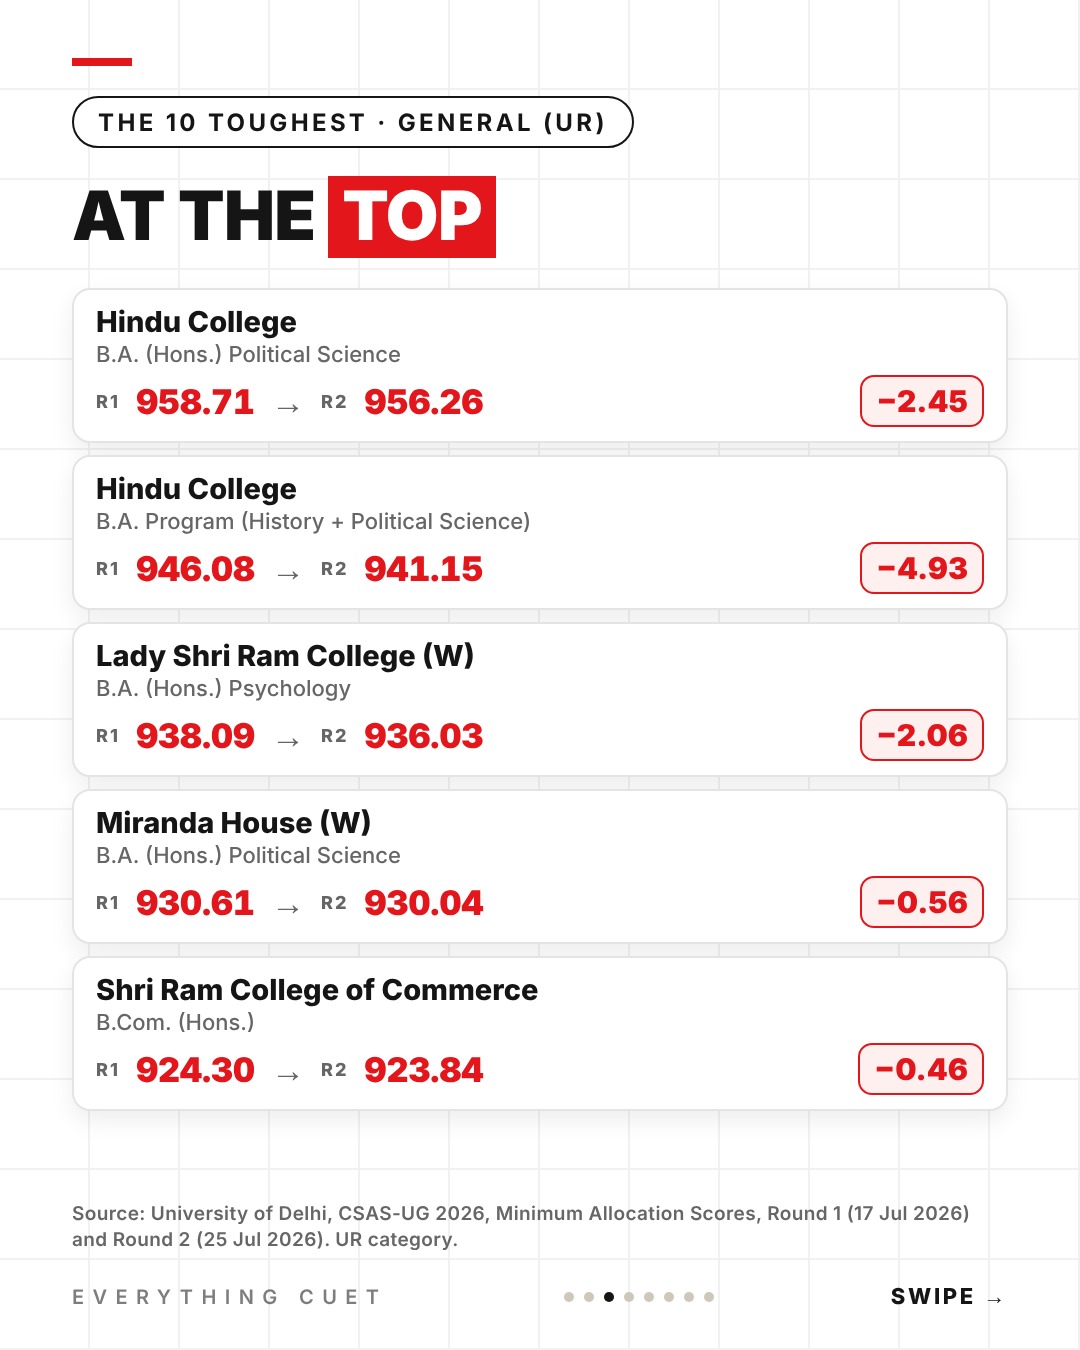 THE 10 TOUGHEST · GENERAL (UR)
AT THE TOP
Hindu College
B.A. (Hons.) Political Science
R1 958.71 → R2 956.26 −2.45
Hindu College
B.A. Program (History + Political Science)
R1 946.08 → R2 941.15 −4.93
Lady Shri Ram College (W)
B.A. (Hons.) Psychology
R1 938.09 → R2 936.03 −2.06
Miranda House (W)
B.A. (Hons.) Political Science
R1 930.61 → R2 930.04 −0.56
Shri Ram College of Commerce
B.Com. (Hons.)
R1 924.30 → R2 923.84 −0.46
Source: University of Delhi, CSAS-UG 2026, Minimum Allocation Scores, Round 1 (17 Jul 2026)
and Round 2 (25 Jul 2026). UR category.
EVERYTHING CUET SWIPE →